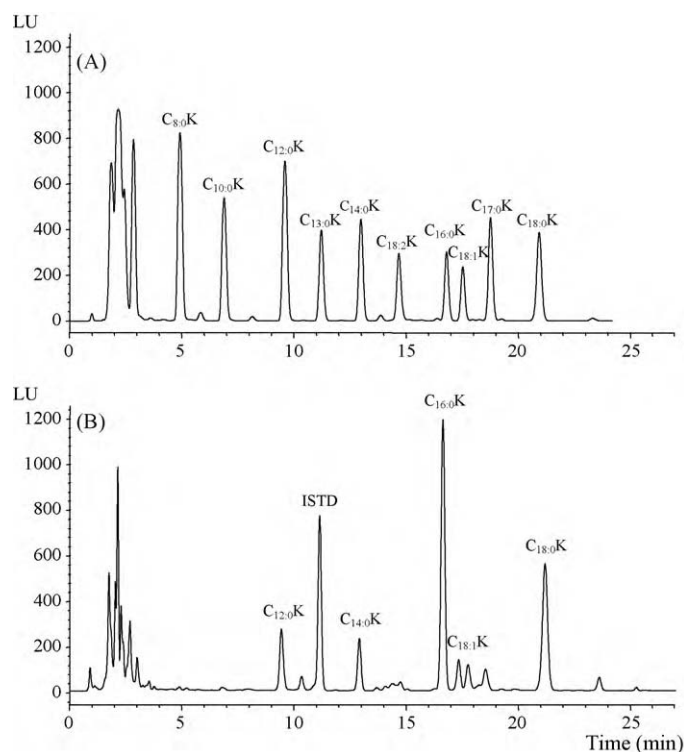 LU
1200
(A)
1000
800
600
400
200
0
C8:0K
C10:0K
C12:0K
C13:0K
C14:0K
C18:2K
C16:0K
C18:1K
C17:0K
C18:0K
0 5 10 15 20 25
LU
1200
(B)
1000
800
600
400
200
0
C12:0K
ISTD
C14:0K
C16:0K
C18:1K
C18:0K
0 5 10 15 20 25
Time (min)